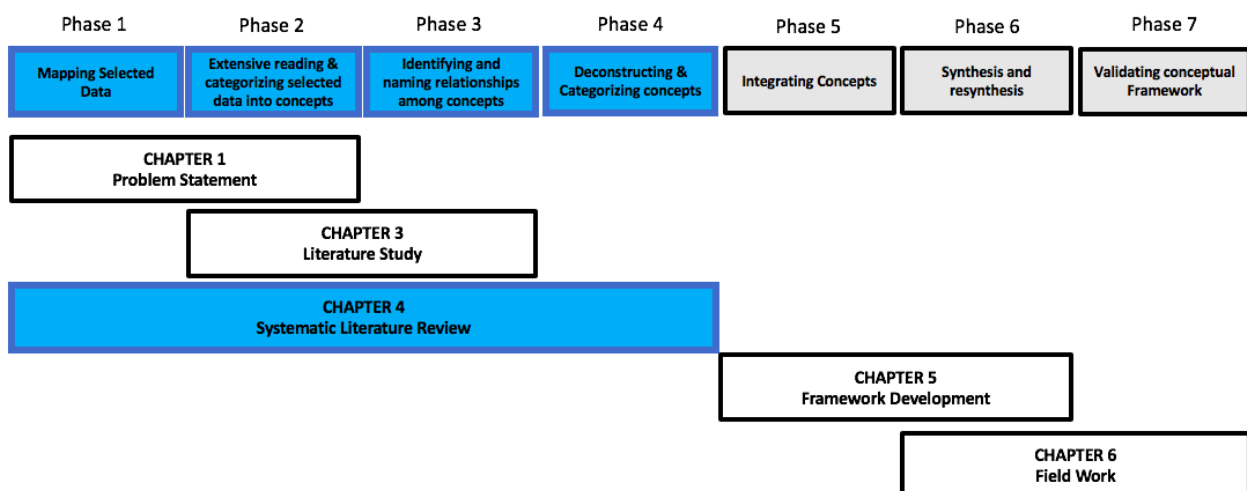 Phase 1
Phase 2
Phase 3
Phase 4
Phase 5
Phase 6
Phase 7
Mapping Selected
Data
Extensive reading &
categorizing selected
data into concepts
Identifying and
naming relationships
among concepts
Deconstructing &
Categorizing concepts
Integrating Concepts
Synthesis and
resynthesis
Validating conceptual
Framework
CHAPTER 1
Problem Statement
CHAPTER 3
Literature Study
CHAPTER 4
Systematic Literature Review
CHAPTER 5
Framework Development
CHAPTER 6
Field Work